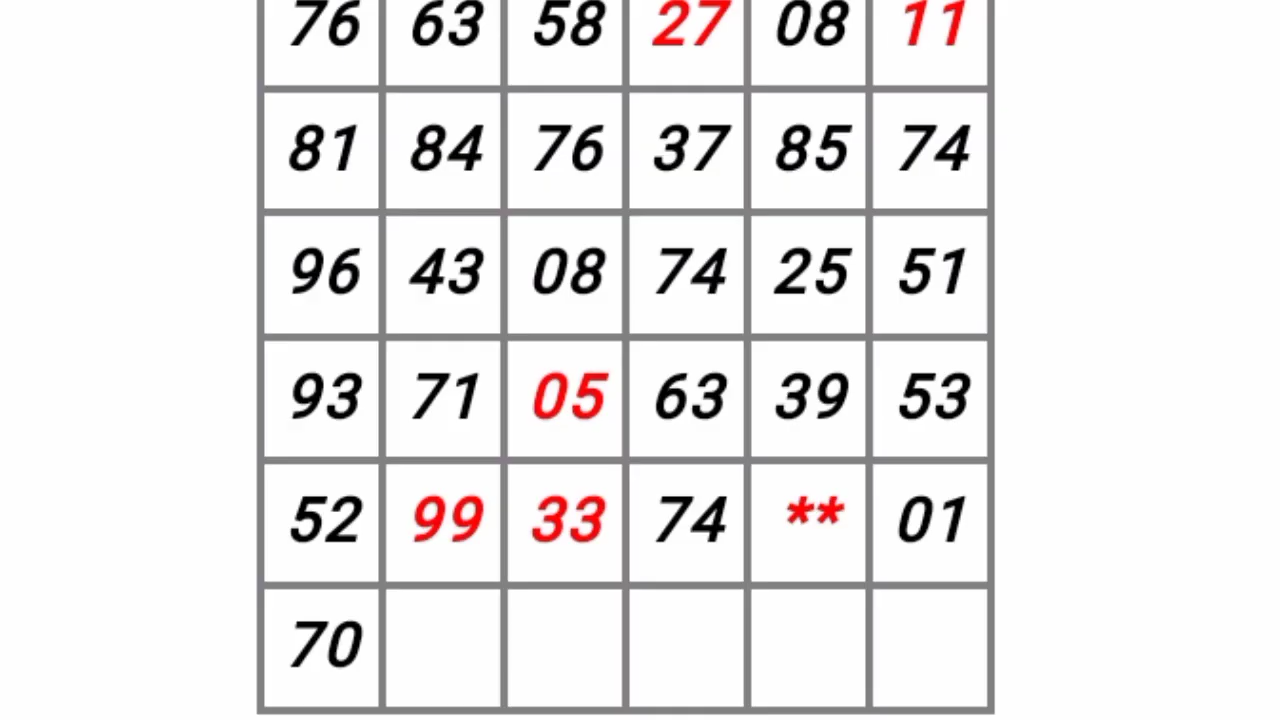 76 63 58 27 08 11
81 84 76 37 85 74
96 43 08 74 25 51
93 71 05 63 39 53
52 99 33 74 ** 01
70